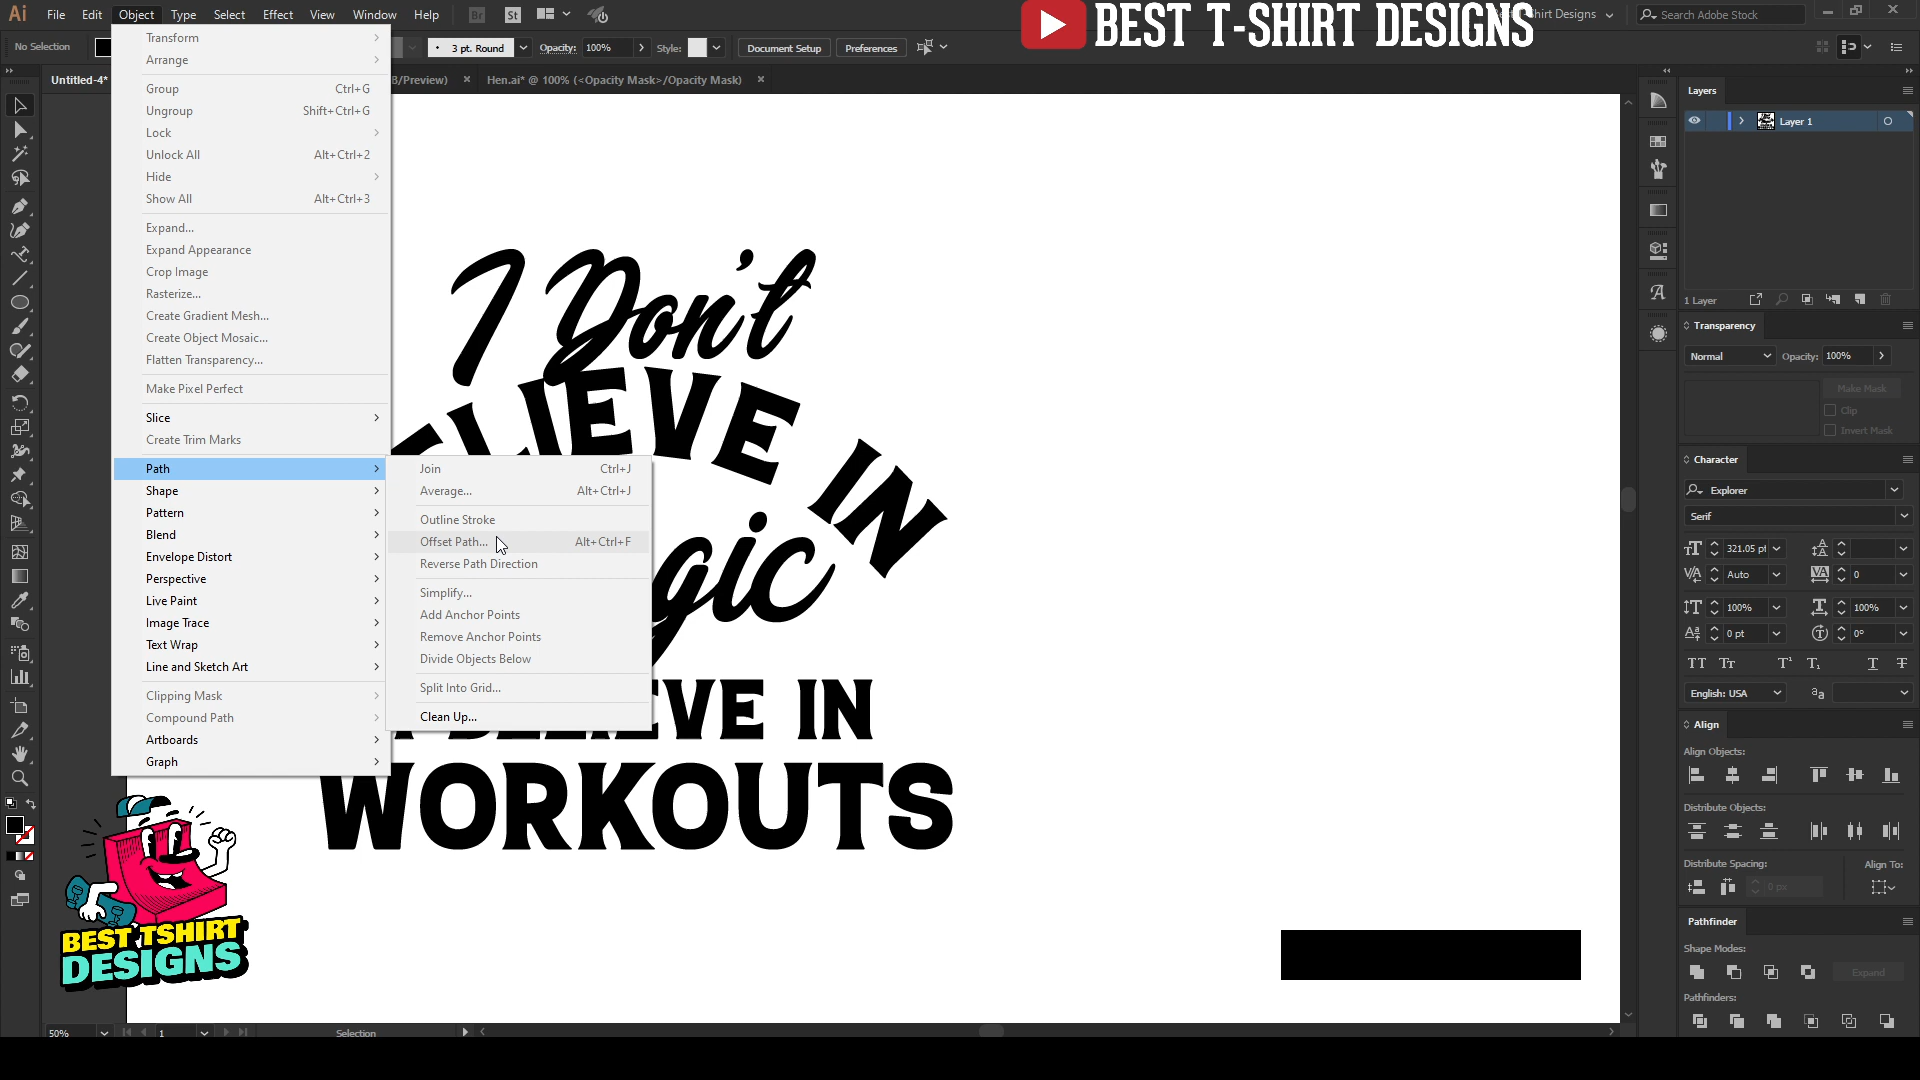 Ai File Edit Object Type Select Effect View Window Help Br St
BEST T-SHIRT DESIGNS
Search Adobe Stock
No Selection
3 pt. Round Opacity: 100% Style: Document Setup Preferences
Untitled-4* B/Preview) × Hen.ai* @ 100% (<Opacity Mask>/Opacity Mask) ×
Transform
Arrange
Group Ctrl+G
Ungroup Shift+Ctrl+G
Lock
Unlock All Alt+Ctrl+2
Hide
Show All Alt+Ctrl+3
Expand...
Expand Appearance
Crop Image
Rasterize...
Create Gradient Mesh...
Create Object Mosaic...
Flatten Transparency...
Make Pixel Perfect
Slice
Create Trim Marks
Path
Shape
Pattern
Blend
Envelope Distort
Perspective
Live Paint
Image Trace
Text Wrap
Line and Sketch Art
Clipping Mask
Compound Path
Artboards
Graph
Join Ctrl+J
Average... Alt+Ctrl+J
Outline Stroke
Offset Path... Alt+Ctrl+F
Reverse Path Direction
Simplify...
Add Anchor Points
Remove Anchor Points
Divide Objects Below
Split Into Grid...
Clean Up...
I Don't
LIEVE IN
gic
BELIEVE IN
WORKOUTS
BEST TSHIRT
DESIGNS
50% 1 Selection
Layers
Layer 1
1 Layer
Transparency
Normal Opacity: 100%
Make Mask
Clip
Invert Mask
Character
Explorer
Serif
321.05 pt
Auto 0
100% 100%
0 pt 0°
English: USA
Align
Align Objects:
Distribute Objects:
Distribute Spacing: Align To:
0 px
Pathfinder
Shape Modes:
Expand
Pathfinders: